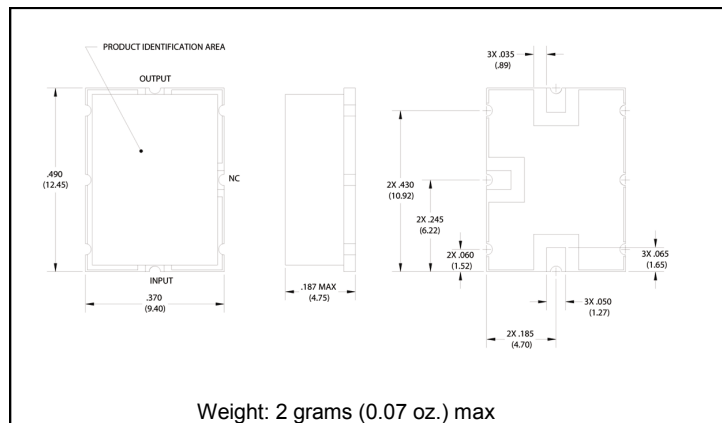 PRODUCT IDENTIFICATION AREA
OUTPUT
.490
(12.45)
NC
INPUT
.370
(9.40)
.187 MAX
(4.75)
3X .035
(.89)
2X .430
(10.92)
2X .245
(6.22)
2X .060
(1.52)
3X .065
(1.65)
3X .050
(1.27)
2X .185
(4.70)
Weight: 2 grams (0.07 oz.) max